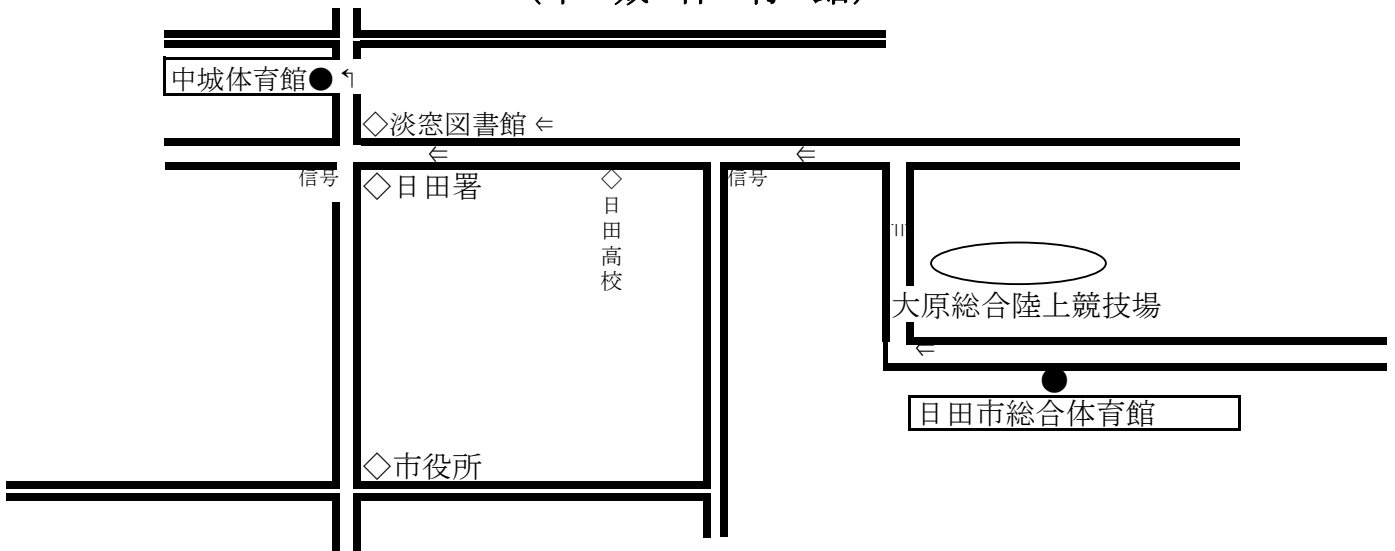 中城体育館●↰
◇淡窓図書館⇐
⇐
⇐
信号
◇日田署
◇日田高校
信号
大原総合陸上競技場
⇐
日田市総合体育館
◇市役所